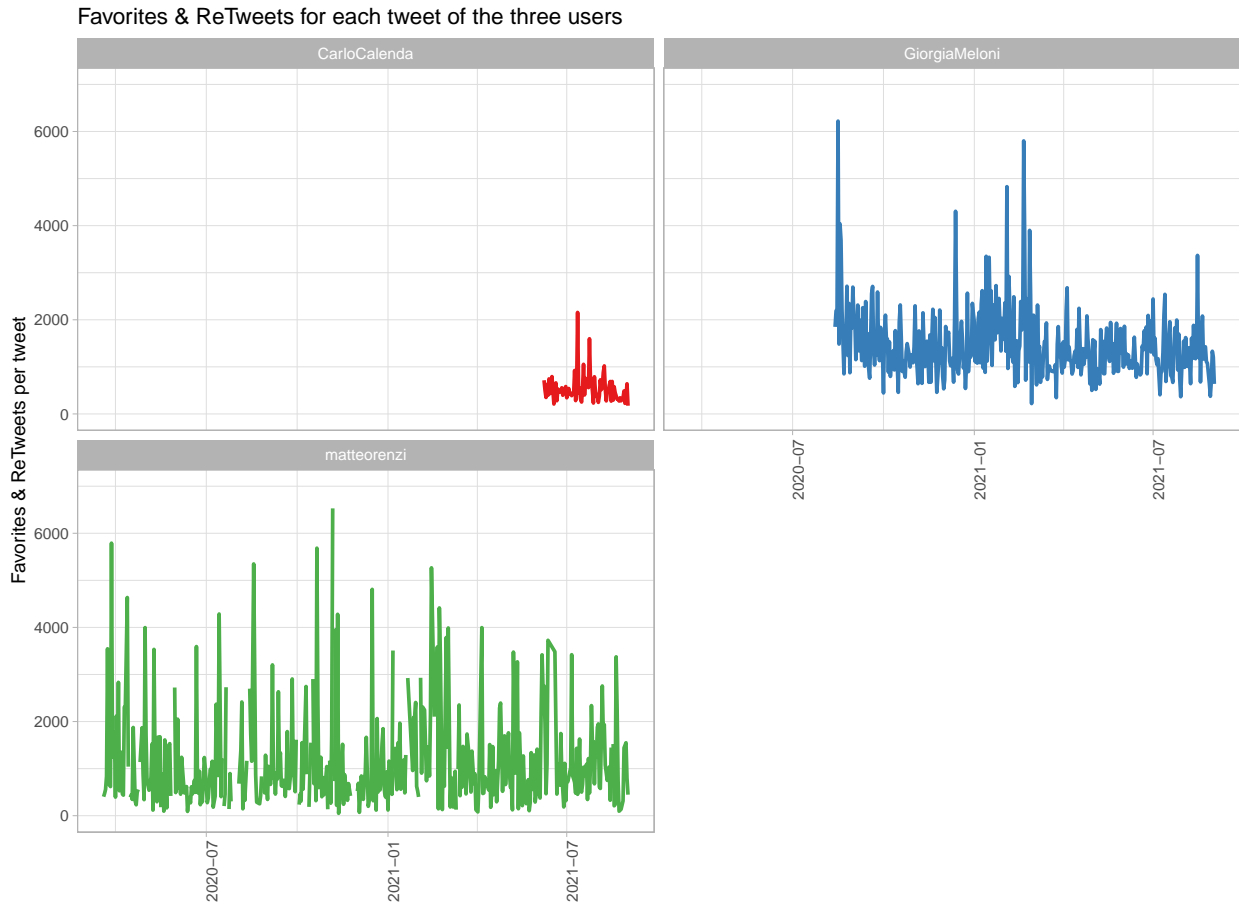 Favorites & ReTweets for each tweet of the three users
CarloCalenda
GiorgiaMeloni
6000
4000
2000
0
2020−07
2021−01
2021−07
matteorenzi
6000
4000
2000
0
2020−07
2021−01
2021−07
Favorites & ReTweets per tweet